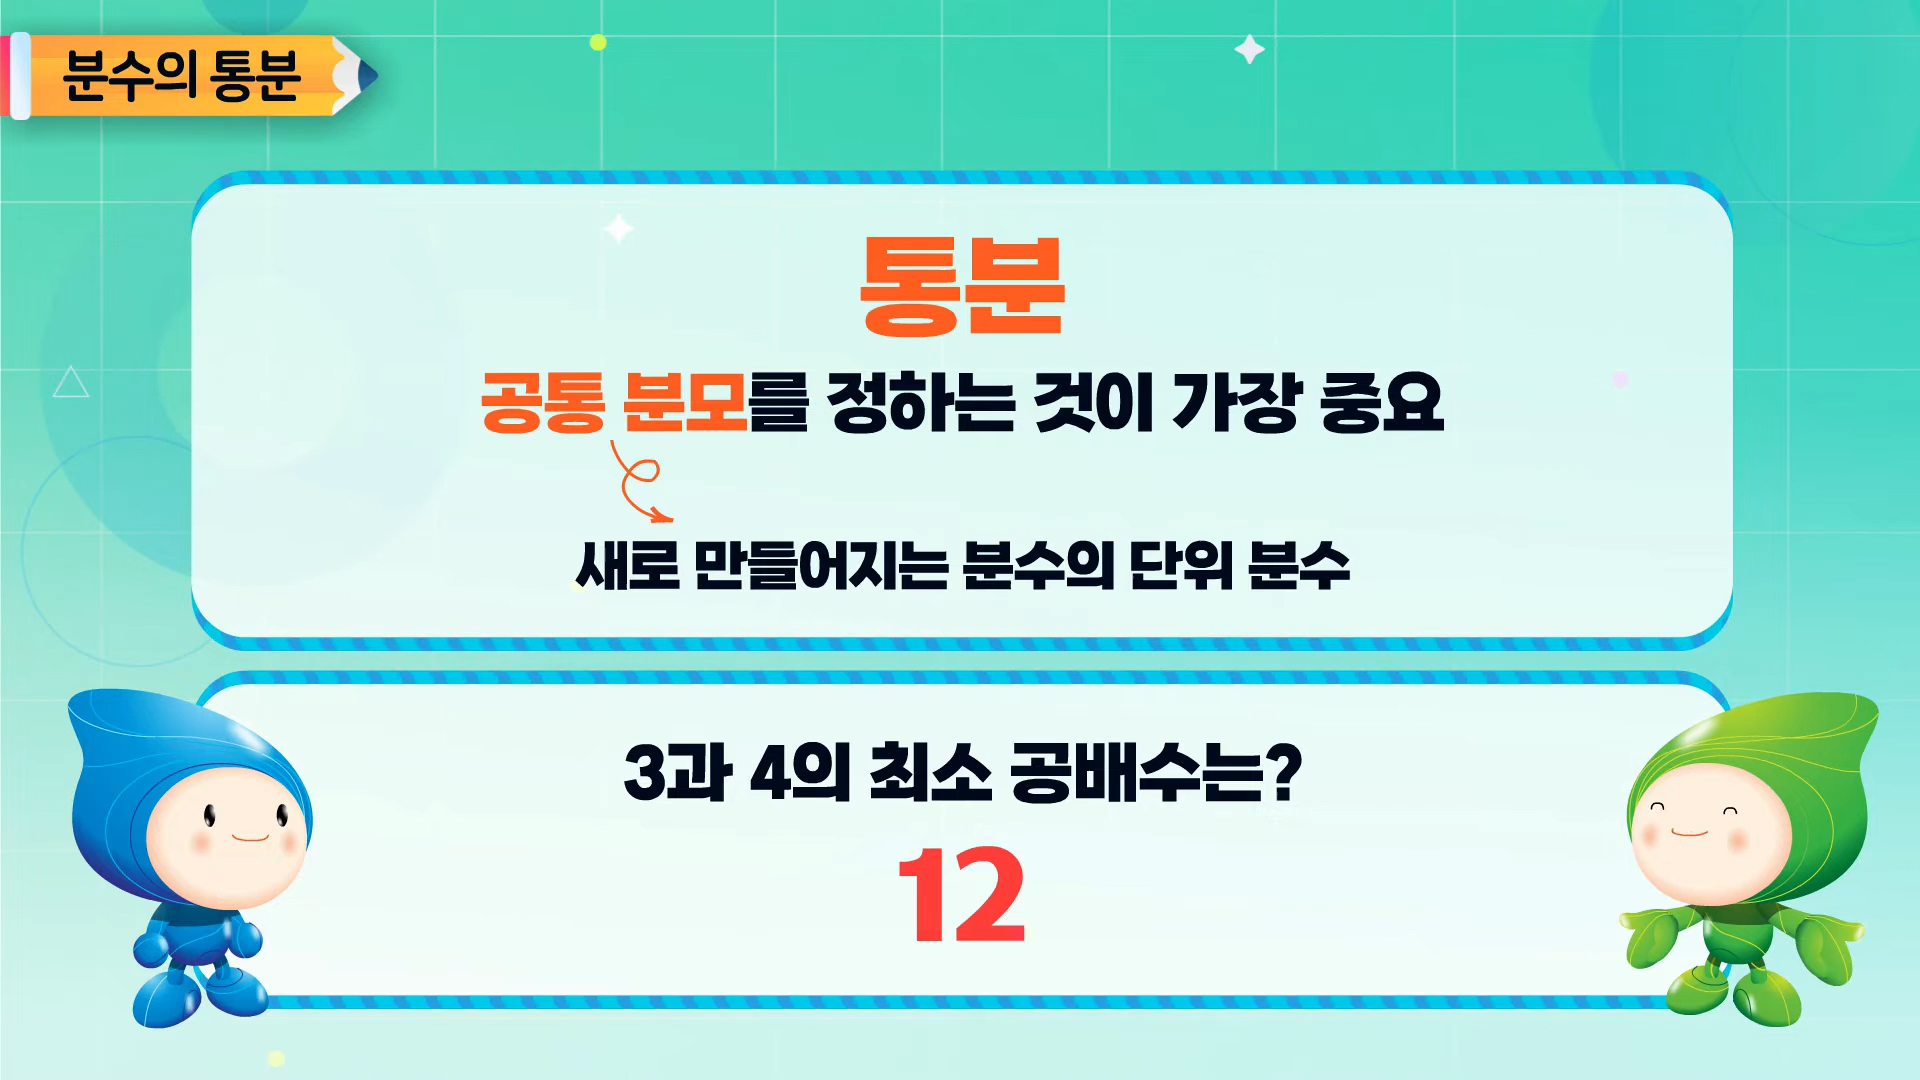 분수의 통분
통분
공통 분모를 정하는 것이 가장 중요
새로 만들어지는 분수의 단위 분수
3과 4의 최소 공배수는?
12